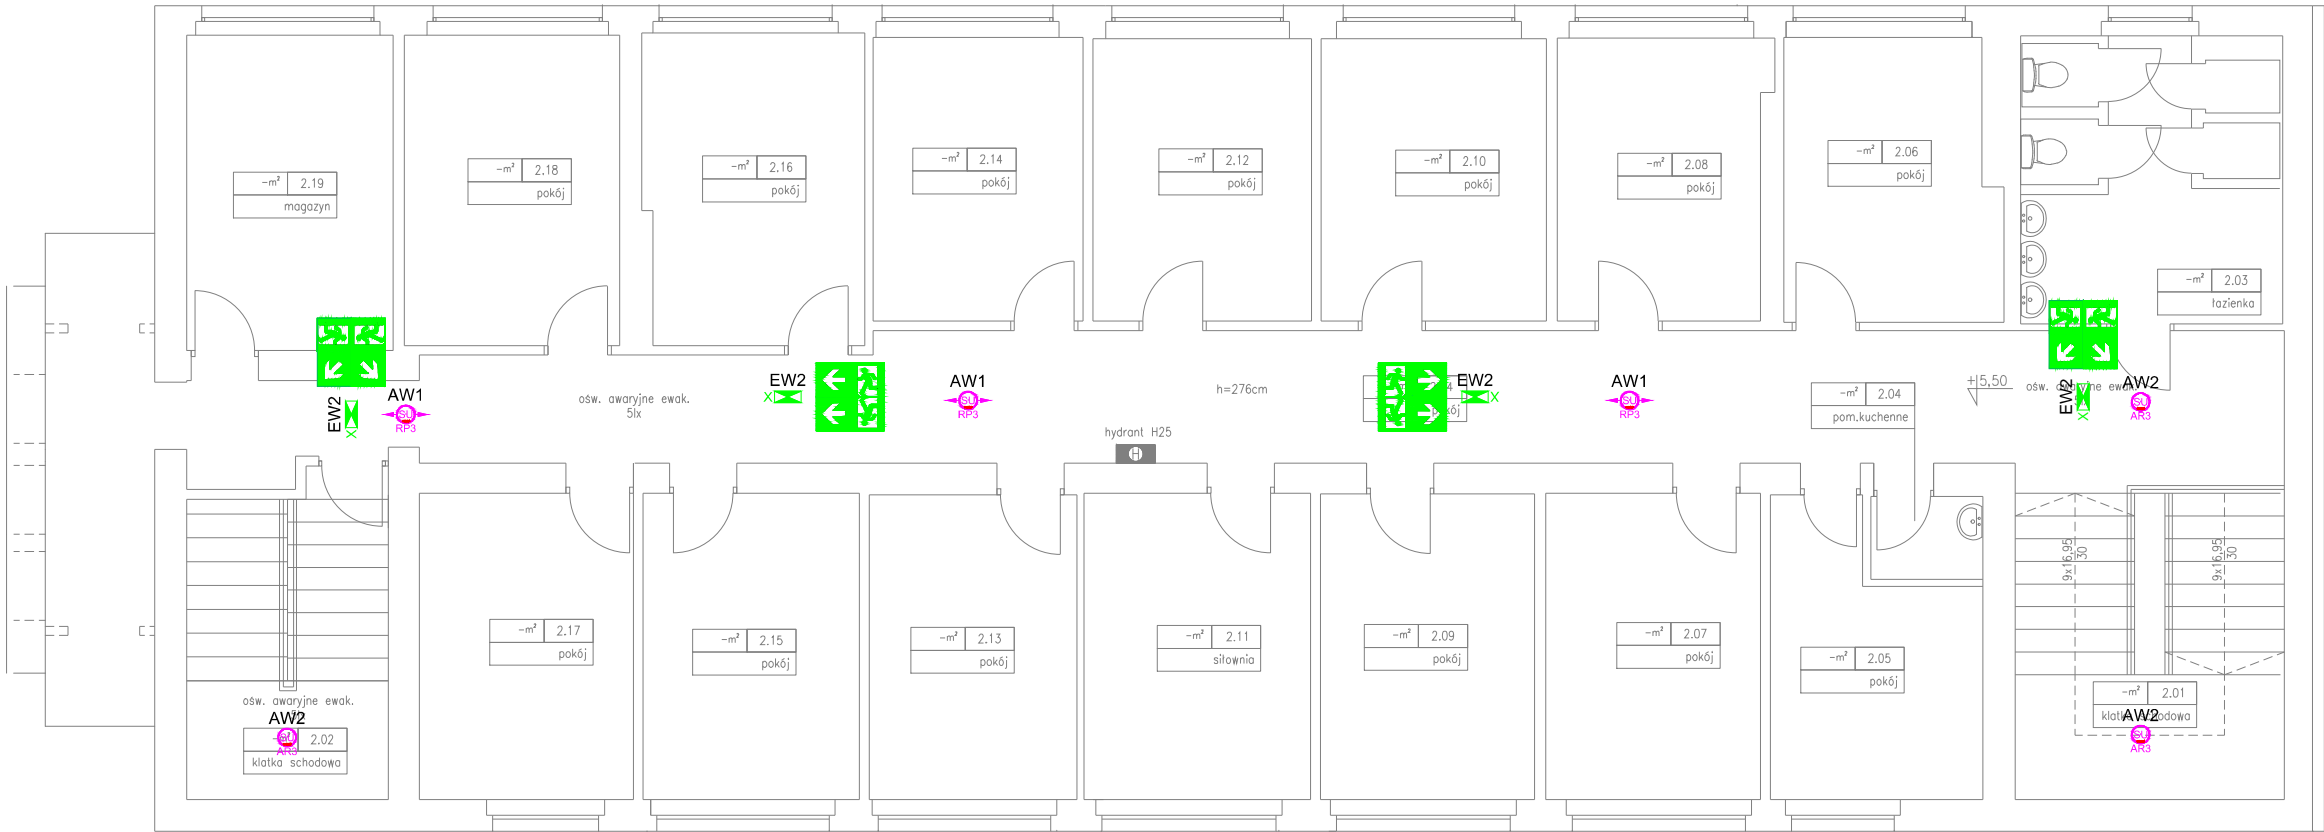 -m² 2.19
magazyn
-m² 2.18
pokój
-m² 2.16
pokój
-m² 2.14
pokój
-m² 2.12
pokój
-m² 2.10
pokój
-m² 2.08
pokój
-m² 2.06
pokój
-m² 2.03
łazienka
EW2
X
AW1
SU
RP3
ośw. awaryjne ewak.
5lx
EW2
X
AW1
SU
RP3
h=276cm
hydrant H25
H
pokój
EW2
X
AW1
SU
RP3
-m² 2.04
pom.kuchenne
+5,50
ośw. awaryjne ewak.
EW2
X
AW2
SU
AR3
9x16,95
30
9x16,95
30
-m² 2.17
pokój
-m² 2.15
pokój
-m² 2.13
pokój
-m² 2.11
siłownia
-m² 2.09
pokój
-m² 2.07
pokój
-m² 2.05
pokój
ośw. awaryjne ewak.
AW2
SU
AR3
2.02
klatka schodowa
-m² 2.01
klatka schodowa
AW2
SU
AR3